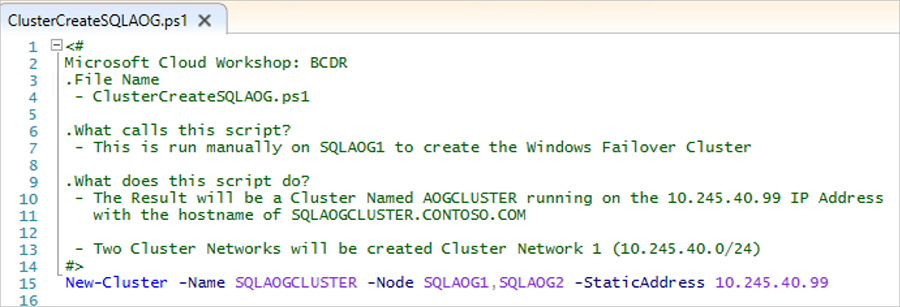 ClusterCreateSQLAOG.ps1 ✕
1 <#
2 Microsoft Cloud Workshop: BCDR
3 .File Name
4 - ClusterCreateSQLAOG.ps1
5
6 .What calls this script?
7 - This is run manually on SQLAOG1 to create the Windows Failover Cluster
8
9 .What does this script do?
10 - The Result will be a Cluster Named AOGCLUSTER running on the 10.245.40.99 IP Address
11 with the hostname of SQLAOGCLUSTER.CONTOSO.COM
12
13 - Two Cluster Networks will be created Cluster Network 1 (10.245.40.0/24)
14 #>
15 New-Cluster -Name SQLAOGCLUSTER -Node SQLAOG1,SQLAOG2 -StaticAddress 10.245.40.99
16